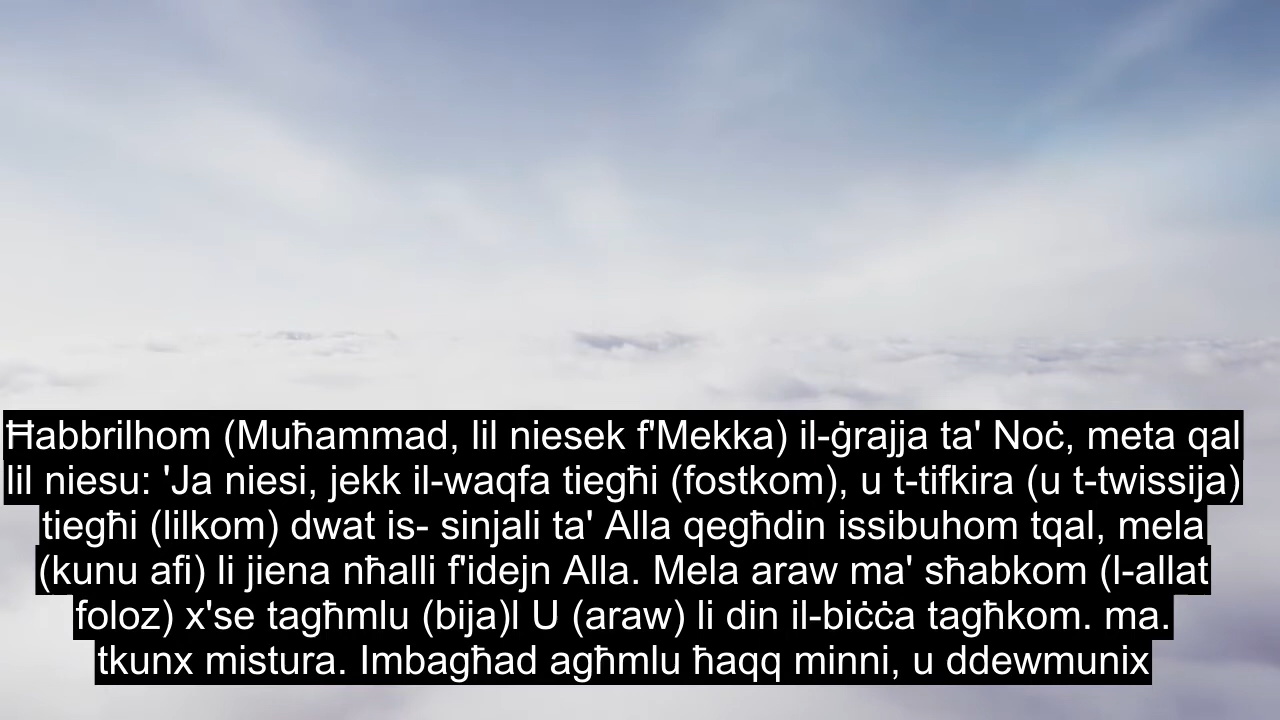 Ħabbrilhom (Muħammad, lil niesek f'Mekka) il-ġrajja ta' Noċ, meta qal
lil niesu: 'Ja niesi, jekk il-waqfa tiegħi (fostkom), u t-tifkira (u t-twissija)
tiegħi (lilkom) dwat is- sinjali ta' Alla qegħdin issibuhom tqal, mela
(kunu afi) li jiena nħalli f'idejn Alla. Mela araw ma' sħabkom (l-allat
foloz) x'se tagħmlu (bija)l U (araw) li din il-biċċa tagħkom. ma.
tkunx mistura. Imbagħad agħmlu ħaqq minni, u ddewmunix